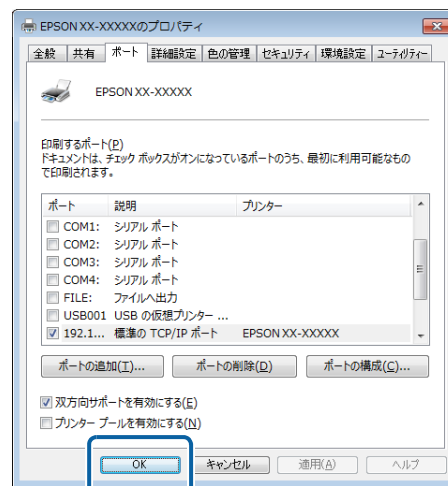 EPSON XX-XXXXXのプロパティ
全般 共有 ポート 詳細設定 色の管理 セキュリティ 環境設定 ユーティリティー
EPSON XX-XXXXX
印刷するポート(P)
ドキュメントは、チェック ボックスがオンになっているポートのうち、最初に利用可能なもの
で印刷されます。
ポート 説明 プリンター
COM1: シリアル ポート
COM2: シリアル ポート
COM3: シリアル ポート
COM4: シリアル ポート
FILE: ファイルへ出力
USB001 USB の仮想プリンター ...
192.1... 標準の TCP/IP ポート EPSON XX-XXXXX
ポートの追加(T)... ポートの削除(D) ポートの構成(C)...
双方向サポートを有効にする(E)
プリンター プールを有効にする(N)
OK キャンセル 適用(A) ヘルプ